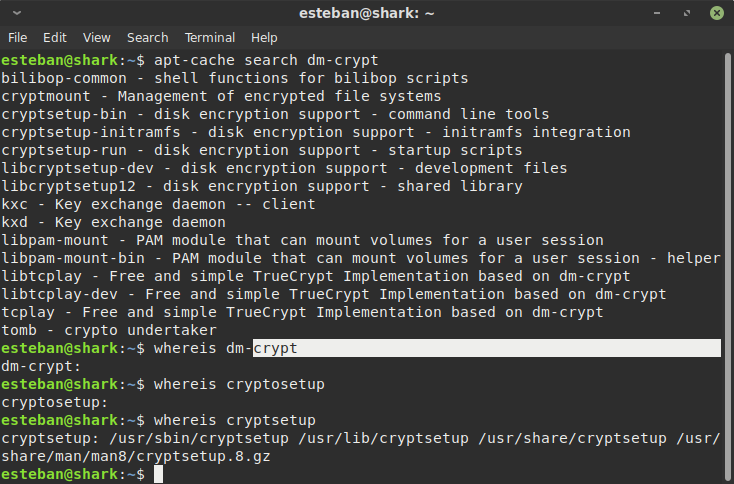 esteban@shark: ~
File Edit View Search Terminal Help
esteban@shark:~$ apt-cache search dm-crypt
bilibop-common - shell functions for bilibop scripts
cryptmount - Management of encrypted file systems
cryptsetup-bin - disk encryption support - command line tools
cryptsetup-initramfs - disk encryption support - initramfs integration
cryptsetup-run - disk encryption support - startup scripts
libcryptsetup-dev - disk encryption support - development files
libcryptsetup12 - disk encryption support - shared library
kxc - Key exchange daemon -- client
kxd - Key exchange daemon
libpam-mount - PAM module that can mount volumes for a user session
libpam-mount-bin - PAM module that can mount volumes for a user session - helper
libtcplay - Free and simple TrueCrypt Implementation based on dm-crypt
libtcplay-dev - Free and simple TrueCrypt Implementation based on dm-crypt
tcplay - Free and simple TrueCrypt Implementation based on dm-crypt
tomb - crypto undertaker
esteban@shark:~$ whereis dm-crypt
dm-crypt:
esteban@shark:~$ whereis cryptosetup
cryptosetup:
esteban@shark:~$ whereis cryptsetup
cryptsetup: /usr/sbin/cryptsetup /usr/lib/cryptsetup /usr/share/cryptsetup /usr/
share/man/man8/cryptsetup.8.gz
esteban@shark:~$